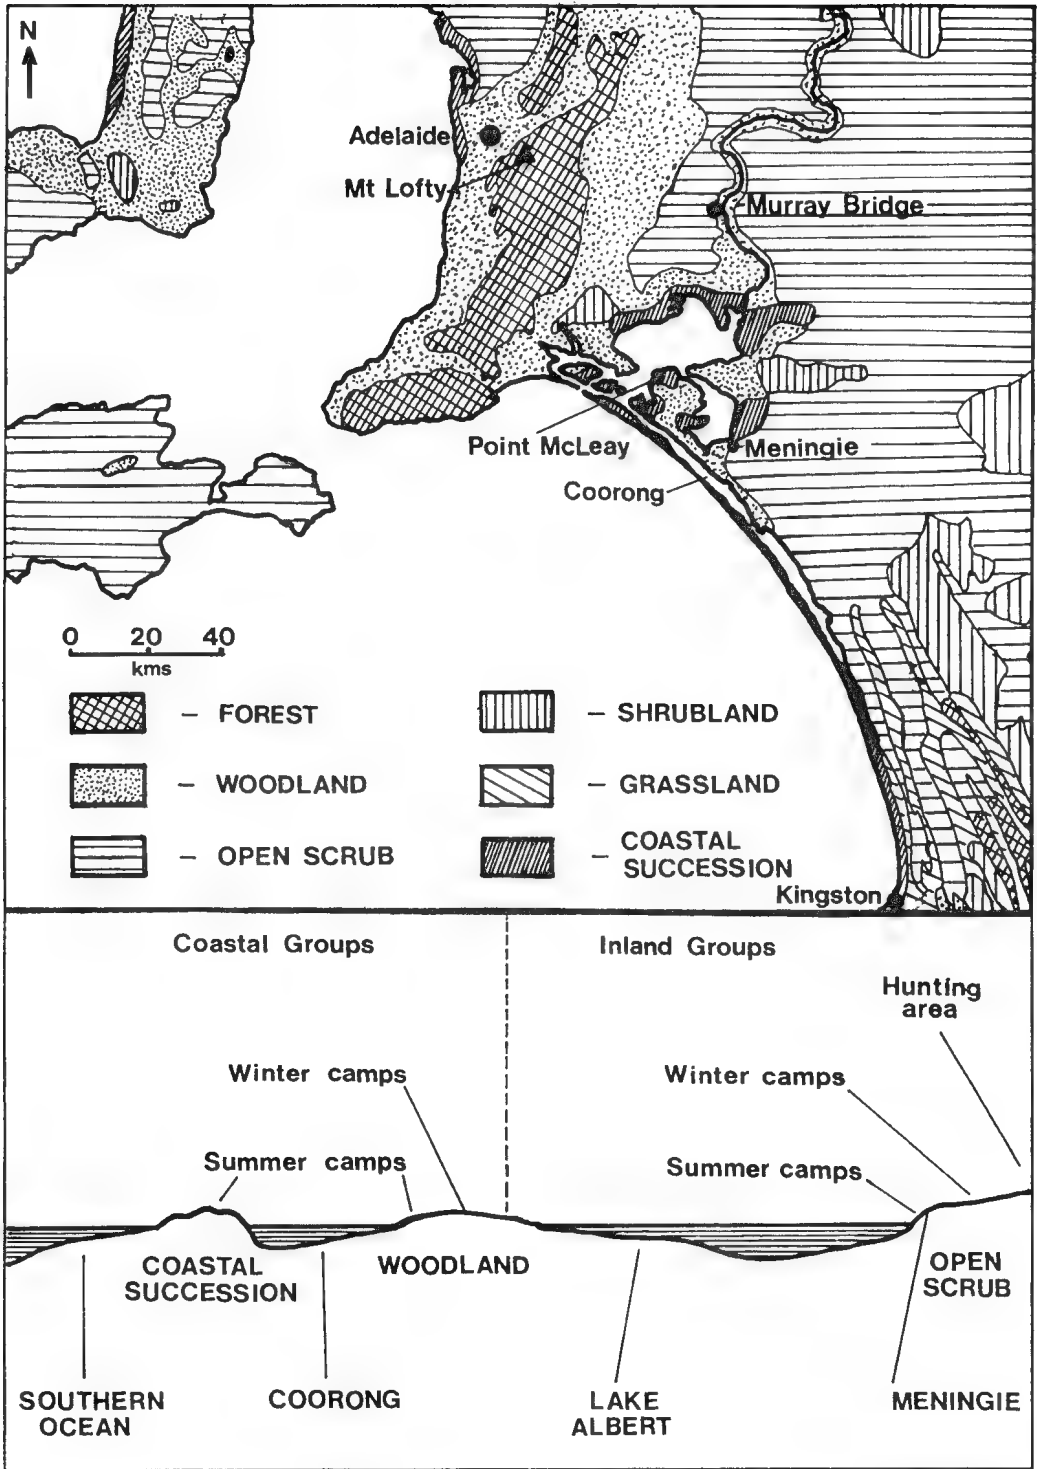 N
Adelaide
Mt Lofty
Murray Bridge
Point McLeay
Meningie
Coorong
0 20 40
kms
– FOREST
– SHRUBLAND
– WOODLAND
– GRASSLAND
– OPEN SCRUB
– COASTAL
SUCCESSION
Kingston
Coastal Groups
Inland Groups
Hunting
area
Winter camps
Winter camps
Summer camps
Summer camps
COASTAL
SUCCESSION
WOODLAND
OPEN
SCRUB
SOUTHERN
OCEAN
COORONG
LAKE
ALBERT
MENINGIE